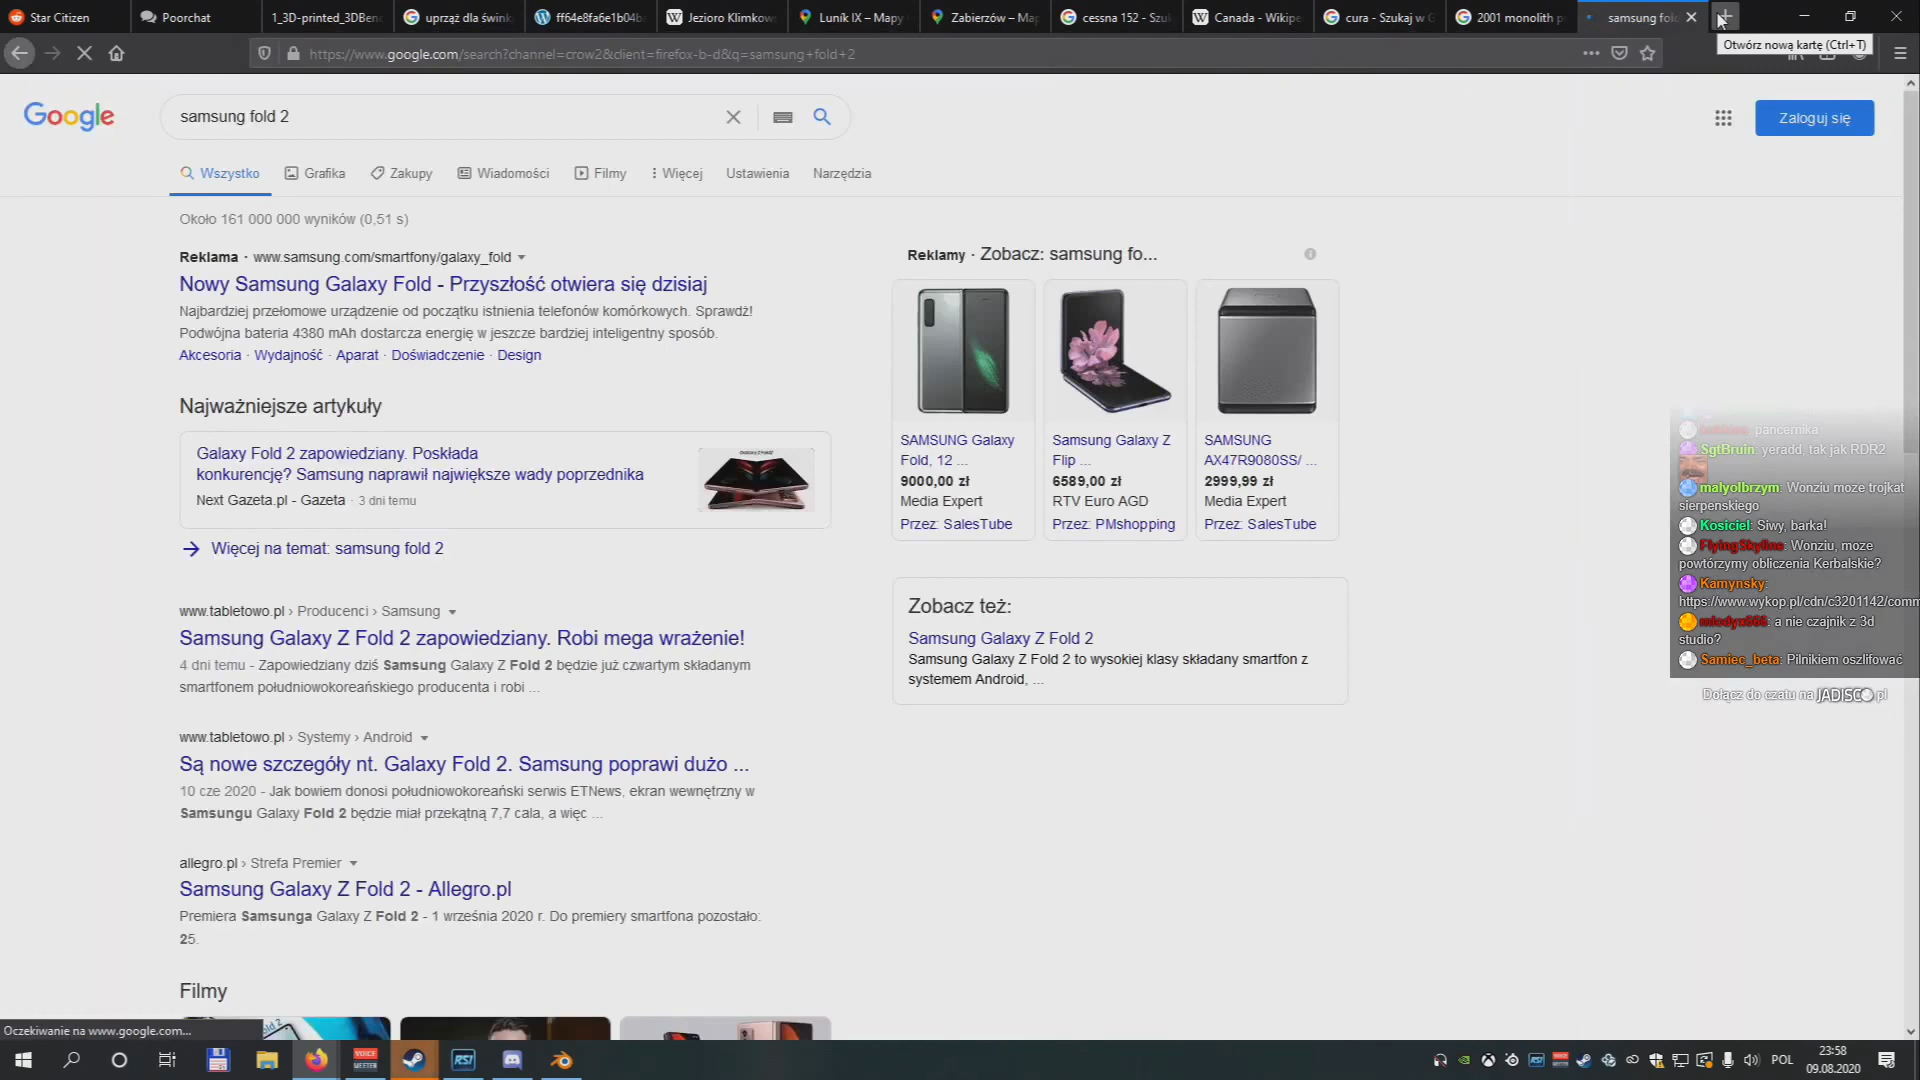 Star Citizen
Poorchat
1_3D-printed_3DBen
uprząż dla śwink
ff64e8fa6e1b04b
Jezioro Klimkow
Luník IX – Mapy
Zabierzów – Ma
cessna 152 - Szu
Canada - Wikipe
cura - Szukaj w G
2001 monolith p
samsung fol
Otwórz nową kartę (Ctrl+T)
https://www.google.com/search?channel=crow2&client=firefox-b-d&q=samsung+fold+2
Google
samsung fold 2
Zaloguj się
Wszystko
Grafika
Zakupy
Wiadomości
Filmy
Więcej
Ustawienia
Narzędzia
Około 161 000 000 wyników (0,51 s)
Reklama · www.samsung.com/smartfony/galaxy_fold
Nowy Samsung Galaxy Fold - Przyszłość otwiera się dzisiaj
Najbardziej przełomowe urządzenie od początku istnienia telefonów komórkowych. Sprawdź!
Podwójna bateria 4380 mAh dostarcza energię w jeszcze bardziej inteligentny sposób.
Akcesoria · Wydajność · Aparat · Doświadczenie · Design
Najważniejsze artykuły
Galaxy Fold 2 zapowiedziany. Poskłada
konkurencję? Samsung naprawił największe wady poprzednika
Next Gazeta.pl - Gazeta · 3 dni temu
Więcej na temat: samsung fold 2
www.tabletowo.pl › Producenci › Samsung
Samsung Galaxy Z Fold 2 zapowiedziany. Robi mega wrażenie!
4 dni temu - Zapowiedziany dziś Samsung Galaxy Z Fold 2 będzie już czwartym składanym
smartfonem południowokoreańskiego producenta i robi ...
www.tabletowo.pl › Systemy › Android
Są nowe szczegóły nt. Galaxy Fold 2. Samsung poprawi dużo ...
10 cze 2020 - Jak bowiem donosi południowokoreański serwis ETNews, ekran wewnętrzny w
Samsungu Galaxy Fold 2 będzie miał przekątną 7,7 cala, a więc ...
allegro.pl › Strefa Premier
Samsung Galaxy Z Fold 2 - Allegro.pl
Premiera Samsunga Galaxy Z Fold 2 - 1 września 2020 r. Do premiery smartfona pozostało:
25.
Filmy
Reklamy · Zobacz: samsung fo...
SAMSUNG Galaxy
Fold, 12 ...
9000,00 zł
Media Expert
Przez: SalesTube
Samsung Galaxy Z
Flip ...
6589,00 zł
RTV Euro AGD
Przez: PMshopping
SAMSUNG
AX47R9080SS/ ...
2999,99 zł
Media Expert
Przez: SalesTube
Zobacz też:
Samsung Galaxy Z Fold 2
Samsung Galaxy Z Fold 2 to wysokiej klasy składany smartfon z
systemem Android, ...
pancernika
SgtBruin: yeradd, tak jak RDR2
malyolbrzym: Wonziu moze trojkat
sierpenskiego
Kosiciel: Siwy, barka!
FlyingSkyline: Wonziu, moze
powtórzymy obliczenia Kerbalskie?
Kamynsky:
https://www.wykop.pl/cdn/c3201142/comm
mlodyx666: a nie czajnik z 3d
studio?
Samiec_beta: Pilnikiem oszlifować
Dołącz do czatu na JADISCO.pl
Oczekiwanie na www.google.com...
VOICE
MEETER
RSI
POL
23:58
09.08.2020